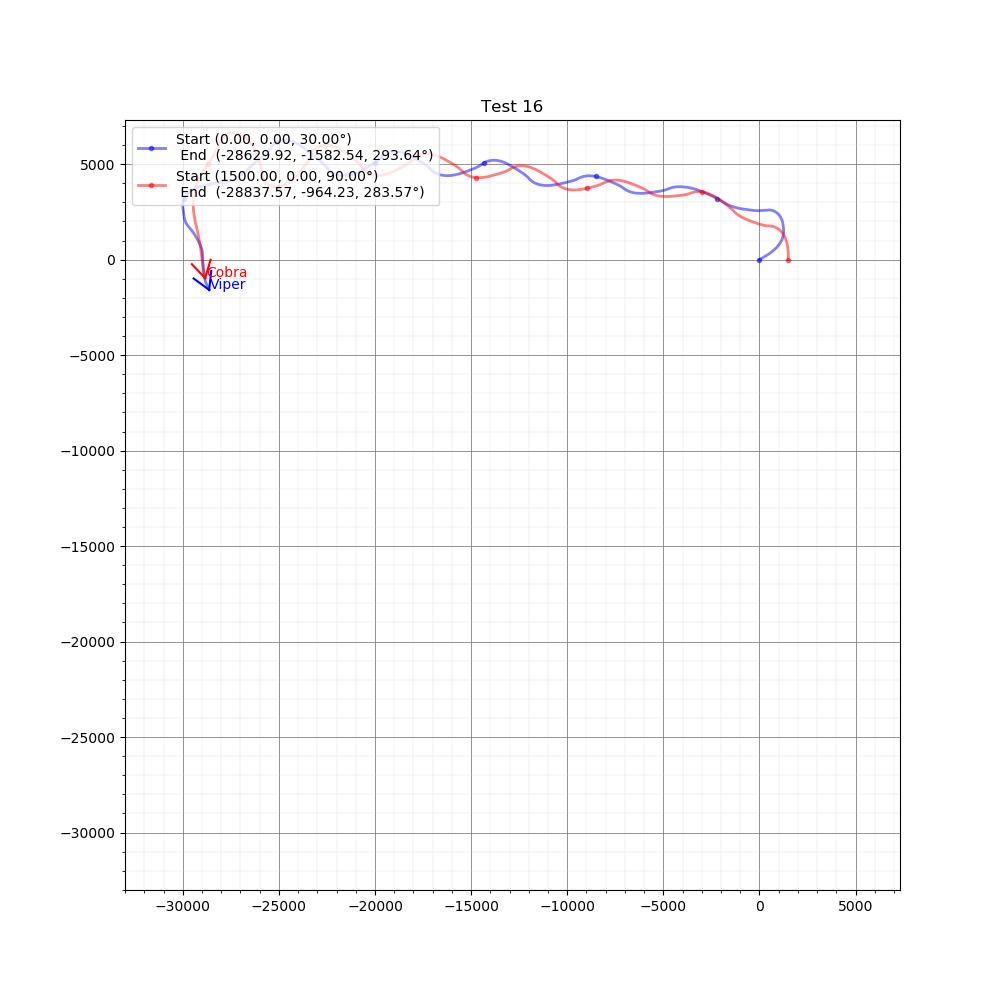 Test 16
Start (0.00, 0.00, 30.00°)
End (-28629.92, -1582.54, 293.64°)
Start (1500.00, 0.00, 90.00°)
End (-28837.57, -964.23, 283.57°)
5000
0
−5000
−10000
−15000
−20000
−25000
−30000
Cobra
Viper
−30000 −25000 −20000 −15000 −10000 −5000 0 5000